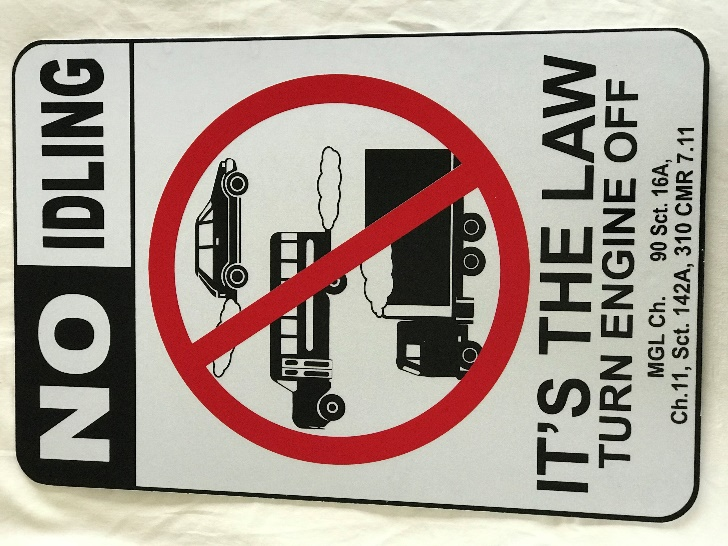 NO IDLING
IT'S THE LAW
TURN ENGINE OFF
MGL Ch. 90 Sct. 16A,
Ch.11, Sct. 142A, 310 CMR 7.11